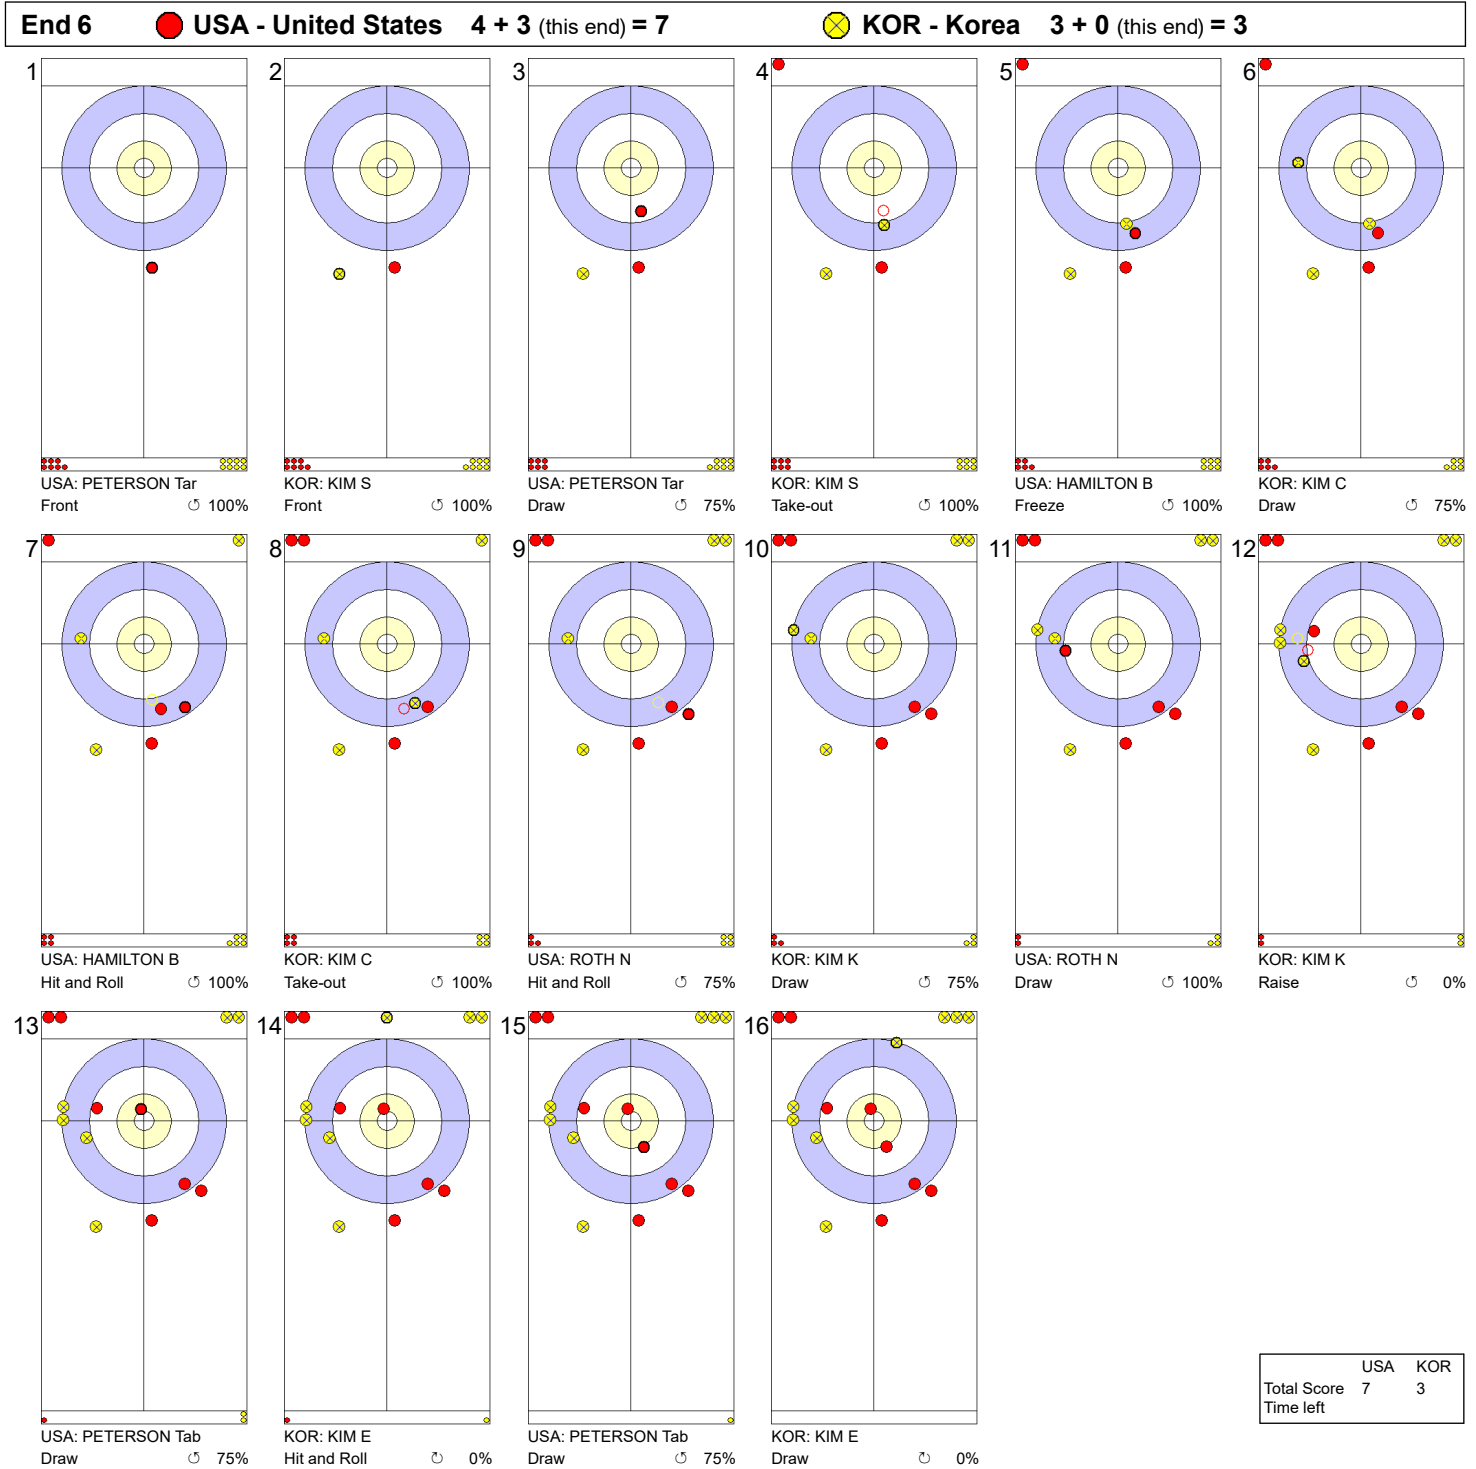 End 6 USA - United States 4 + 3 (this end) = 7 KOR - Korea 3 + 0 (this end) = 3
1 2 3 4 5 6
USA: PETERSON Tar KOR: KIM S USA: PETERSON Tar KOR: KIM S USA: HAMILTON B KOR: KIM C
Front 100% Front 100% Draw 75% Take-out 100% Freeze 100% Draw 75%
7 8 9 10 11 12
USA: HAMILTON B KOR: KIM C USA: ROTH N KOR: KIM K USA: ROTH N KOR: KIM K
Hit and Roll 100% Take-out 100% Hit and Roll 75% Draw 75% Draw 100% Raise 0%
13 14 15 16
USA KOR
Total Score 7 3
Time left
USA: PETERSON Tab KOR: KIM E USA: PETERSON Tab KOR: KIM E
Draw 75% Hit and Roll 0% Draw 75% Draw 0%